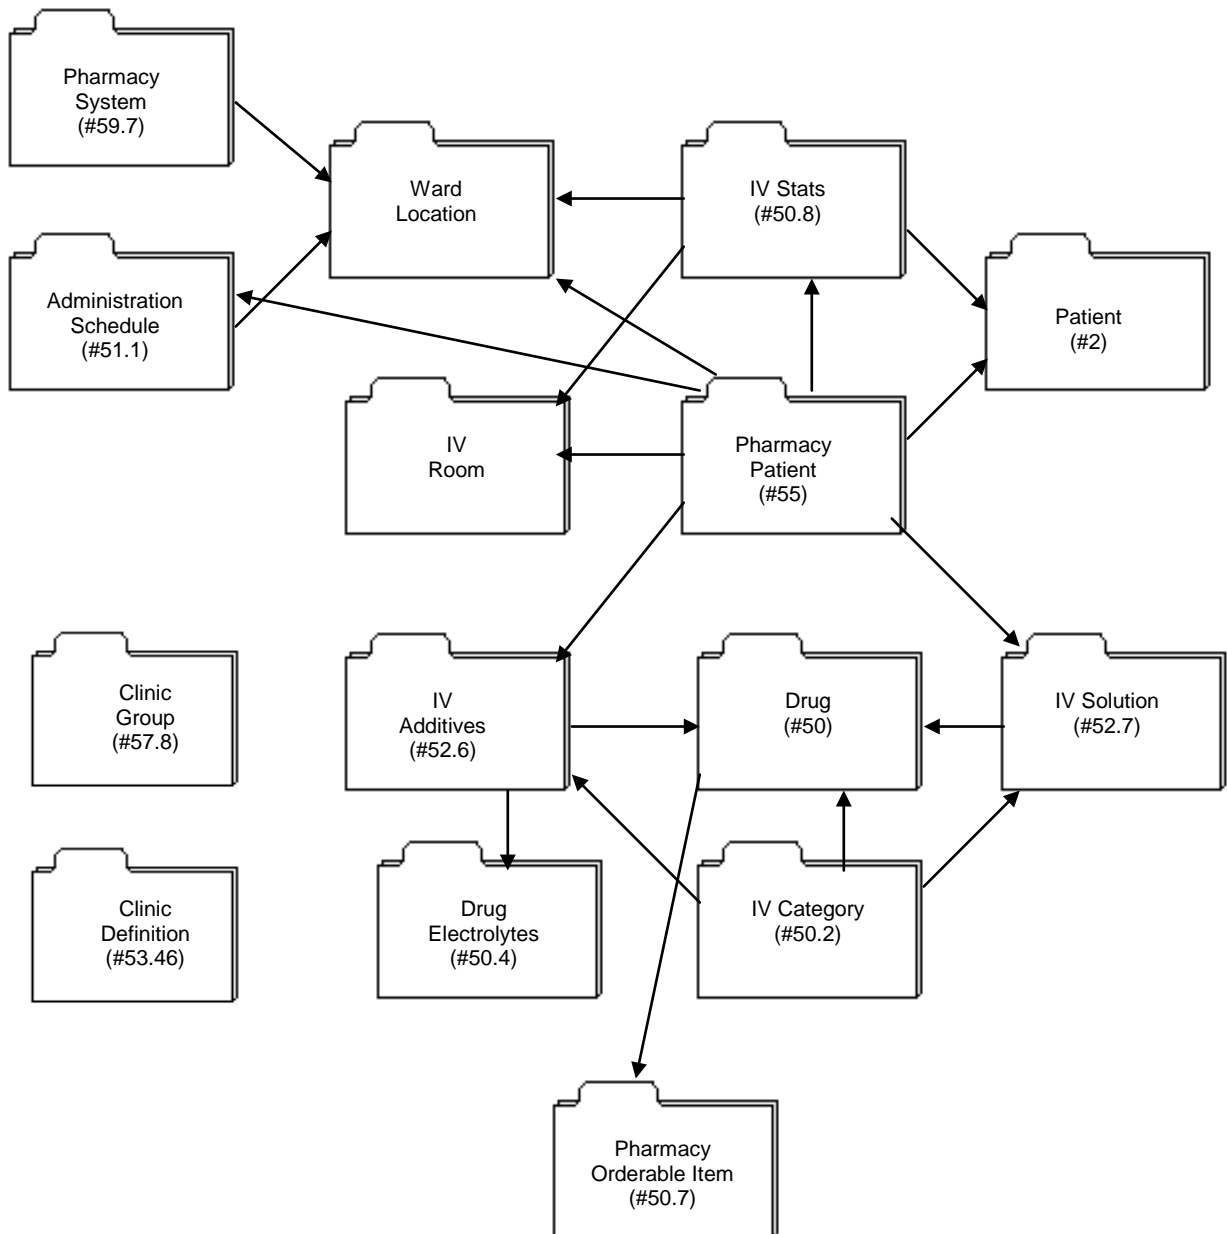 Pharmacy
System
(#59.7)
Ward
Location
IV Stats
(#50.8)
Administration
Schedule
(#51.1)
Patient
(#2)
IV
Room
Pharmacy
Patient
(#55)
Clinic
Group
(#57.8)
IV
Additives
(#52.6)
Drug
(#50)
IV Solution
(#52.7)
Clinic
Definition
(#53.46)
Drug
Electrolytes
(#50.4)
IV Category
(#50.2)
Pharmacy
Orderable Item
(#50.7)